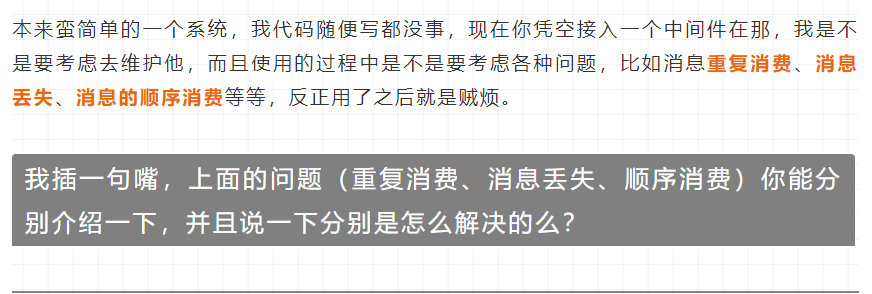 本来蛮简单的一个系统，我代码随便写都没事，现在你凭空接入一个中间件在那，我是不
是要考虑去维护他，而且使用的过程中是不是要考虑各种问题，比如消息重复消费、消息
丢失、消息的顺序消费等等，反正用了之后就是贼烦。
我插一句嘴，上面的问题（重复消费、消息丢失、顺序消费）你能分
别介绍一下，并且说一下分别是怎么解决的么？